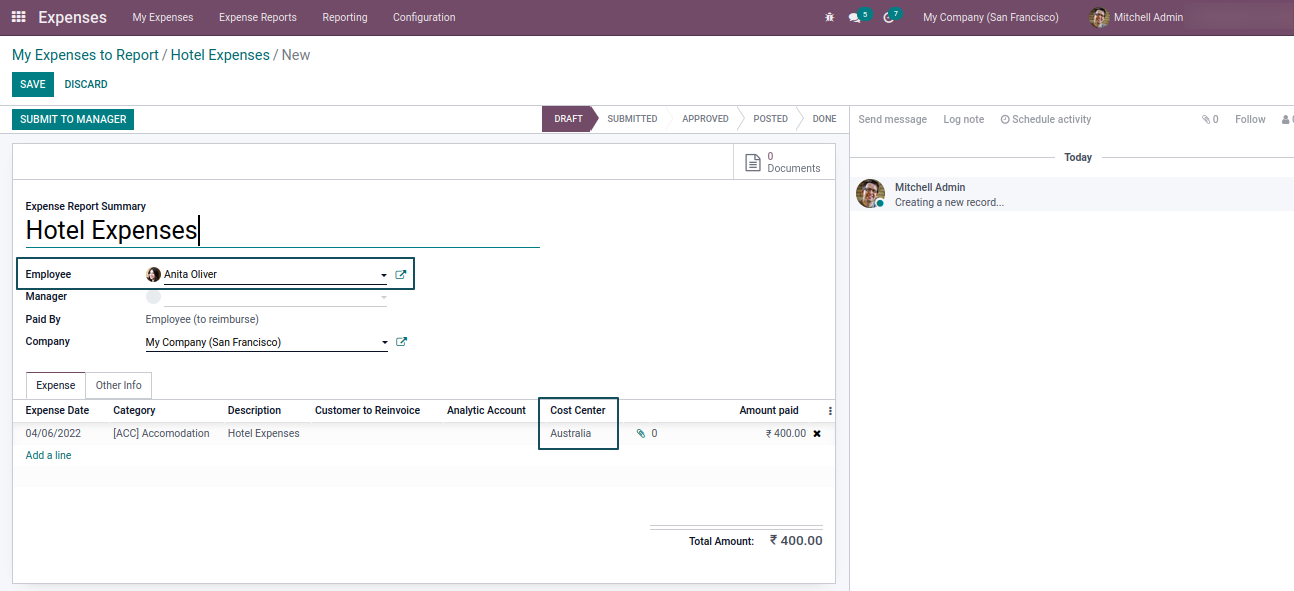 Expenses My Expenses Expense Reports Reporting Configuration 5 7 My Company (San Francisco) Mitchell Admin
My Expenses to Report / Hotel Expenses / New
SAVE DISCARD
SUBMIT TO MANAGER DRAFT SUBMITTED APPROVED POSTED DONE Send message Log note Schedule activity 0 Follow 0
0
Documents
Today
Mitchell Admin
Creating a new record...
Expense Report Summary
Hotel Expenses
Employee Anita Oliver
Manager
Paid By Employee (to reimburse)
Company My Company (San Francisco)
Expense Other Info
Expense Date Category Description Customer to Reinvoice Analytic Account Cost Center Amount paid
04/06/2022 [ACC] Accomodation Hotel Expenses Australia 0 ₹ 400.00
Add a line
Total Amount: ₹ 400.00